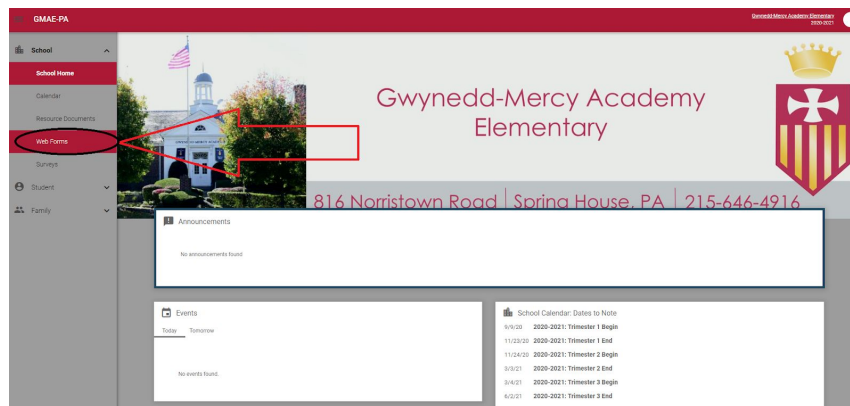 GMAE-PA
Gwynedd-Mercy Academy Elementary
2020-2021
School
School Home
Calendar
Resource Documents
Web Forms
Surveys
Student
Family
Gwynedd-Mercy Academy
Elementary
816 Norristown Road | Spring House, PA | 215-646-4916
Announcements
No announcements found
Events
Today Tomorrow
No events found.
School Calendar: Dates to Note
9/9/20 2020-2021: Trimester 1 Begin
11/23/20 2020-2021: Trimester 1 End
11/24/20 2020-2021: Trimester 2 Begin
3/3/21 2020-2021: Trimester 2 End
3/4/21 2020-2021: Trimester 3 Begin
6/2/21 2020-2021: Trimester 3 End